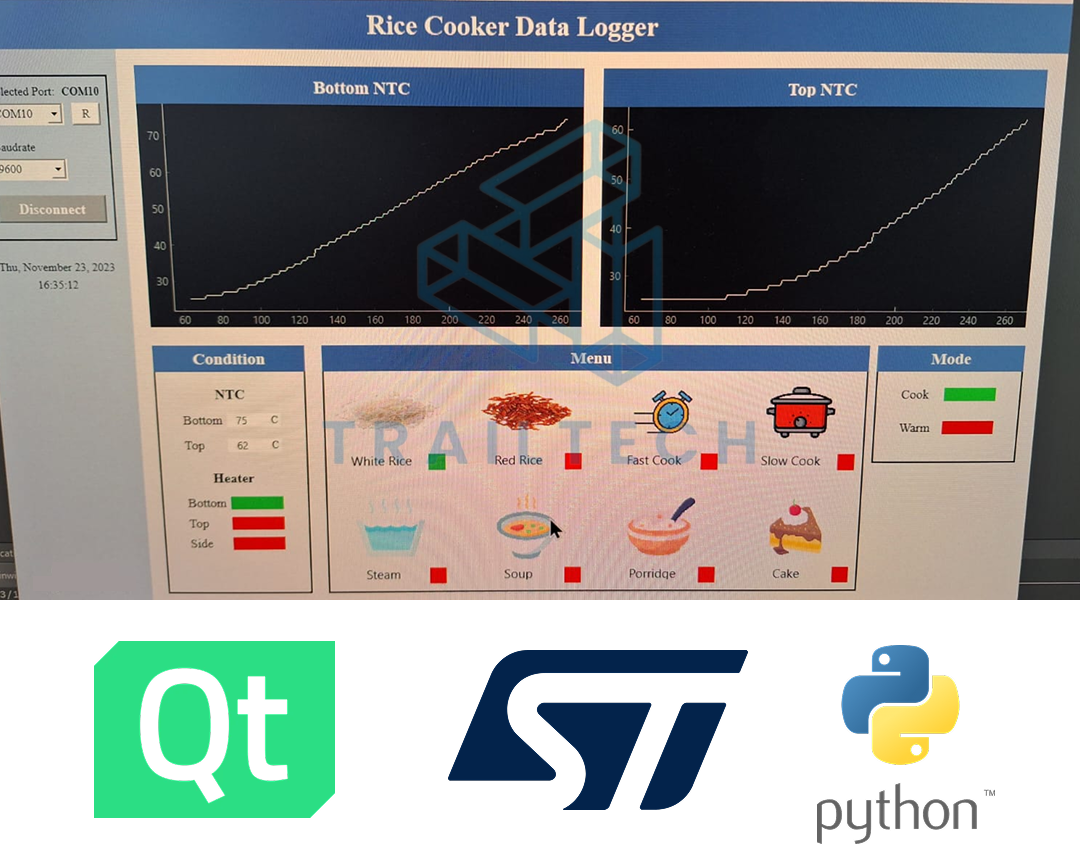 Rice Cooker Data Logger
lected Port: COM10
COM10
R
audrate
9600
Disconnect
Thu, November 23, 2023
16:35:12
Bottom NTC
70
60
50
40
30
60 80 100 120 140 160 180 200 220 240 260
Top NTC
60
50
40
30
60 80 100 120 140 160 180 200 220 240 260
Condition
NTC
Bottom 75 C
Top 62 C
Heater
Bottom
Top
Side
Menu
White Rice
Red Rice
Fast Cook
Slow Cook
Steam
Soup
Porridge
Cake
Mode
Cook
Warm
Qt
ST
python™